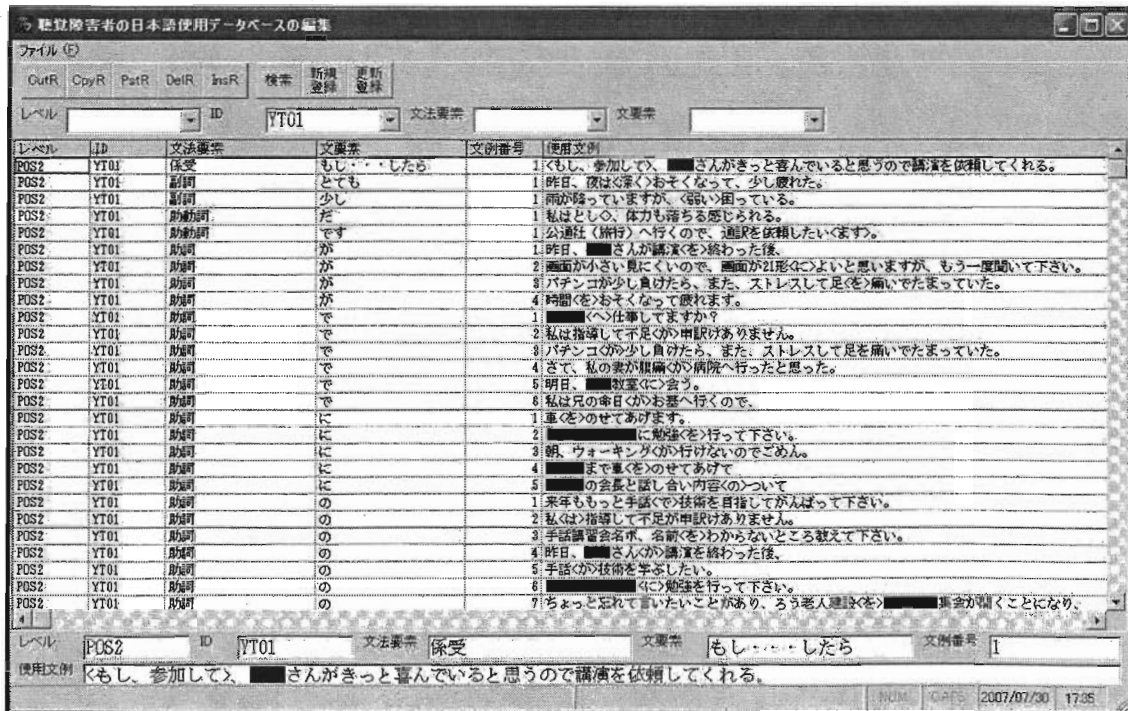 聴覚障害者の日本語使用データベースの編集
ファイル(F)
CutR CpyR PstR DelR InsR 検索 新規登録 更新登録
レベル ID YT01 文法要素 文要素
レベル ID 文法要素 文要素 文例番号 使用文例
POS2 YT01 係受 もし・・・したら 1 <もし、参加して>、 さんがきっと喜んでいると思うので講演を依頼してくれる。
POS2 YT01 副詞 とても 1 昨日、夜は<深く>おそくなって、少し疲れた。
POS2 YT01 副詞 少し 1 雨が降っていますが、<弱い>困っている。
POS2 YT01 助動詞 だ 1 私はとし<>、体力も落ちる感じられる。
POS2 YT01 助動詞 です 1 公通社(旅行)へ行くので、通訳を依頼したい<ます>。
POS2 YT01 助詞 が 1 昨日、 さんが講演<を>終わった後、
POS2 YT01 助詞 が 2 画面が小さい見にくいので、画面が21形<に>よいと思いますが、もう一度聞いて下さい。
POS2 YT01 助詞 が 3 パチンコが少し負けたら、また、ストレスして足<を>痛いでたまっていた。
POS2 YT01 助詞 が 4 時間<を>おそくなって疲れます。
POS2 YT01 助詞 で 1 <へ>仕事してますか?
POS2 YT01 助詞 で 2 私は指導して不足<が>申訳けありません。
POS2 YT01 助詞 で 3 パチンコ<が>少し負けたら、また、ストレスして足を痛いでたまっていた。
POS2 YT01 助詞 で 4 さて、私の妻が腹痛<が>病院へ行ったと思った。
POS2 YT01 助詞 で 5 明日、 教室<に>会う。
POS2 YT01 助詞 で 6 私は兄の命日<が>お墓へ行くので、
POS2 YT01 助詞 に 1 車<を>のせてあげます。
POS2 YT01 助詞 に 2 に勉強<を>行って下さい。
POS2 YT01 助詞 に 3 朝、ウォーキング<が>行けないのでごめん。
POS2 YT01 助詞 に 4 まで車<を>のせてあげて
POS2 YT01 助詞 に 5 の会長と話し合い内容<の>ついて
POS2 YT01 助詞 の 1 来年ももっと手話<で>技術を目指してがんばって下さい。
POS2 YT01 助詞 の 2 私<は>指導して不足が申訳けありません。
POS2 YT01 助詞 の 3 手話講習会名ボ、名前<を>わからないところ教えて下さい。
POS2 YT01 助詞 の 4 昨日、 さん<が>講演を終わった後、
POS2 YT01 助詞 の 5 手話<が>技術を学ぶしたい。
POS2 YT01 助詞 の 6 <に>勉強を行って下さい。
POS2 YT01 助詞 の 7 ちょっと忘れて言いたいことがあり、ろう老人建設<を> 集会が開くことになり、
レベル POS2 ID YT01 文法要素 係受 文要素 もし・・・したら 文例番号 1
使用文例 <もし、参加して>、 さんがきっと喜んでいると思うので講演を依頼してくれる。
NUM CAPS 2007/07/30 17:35